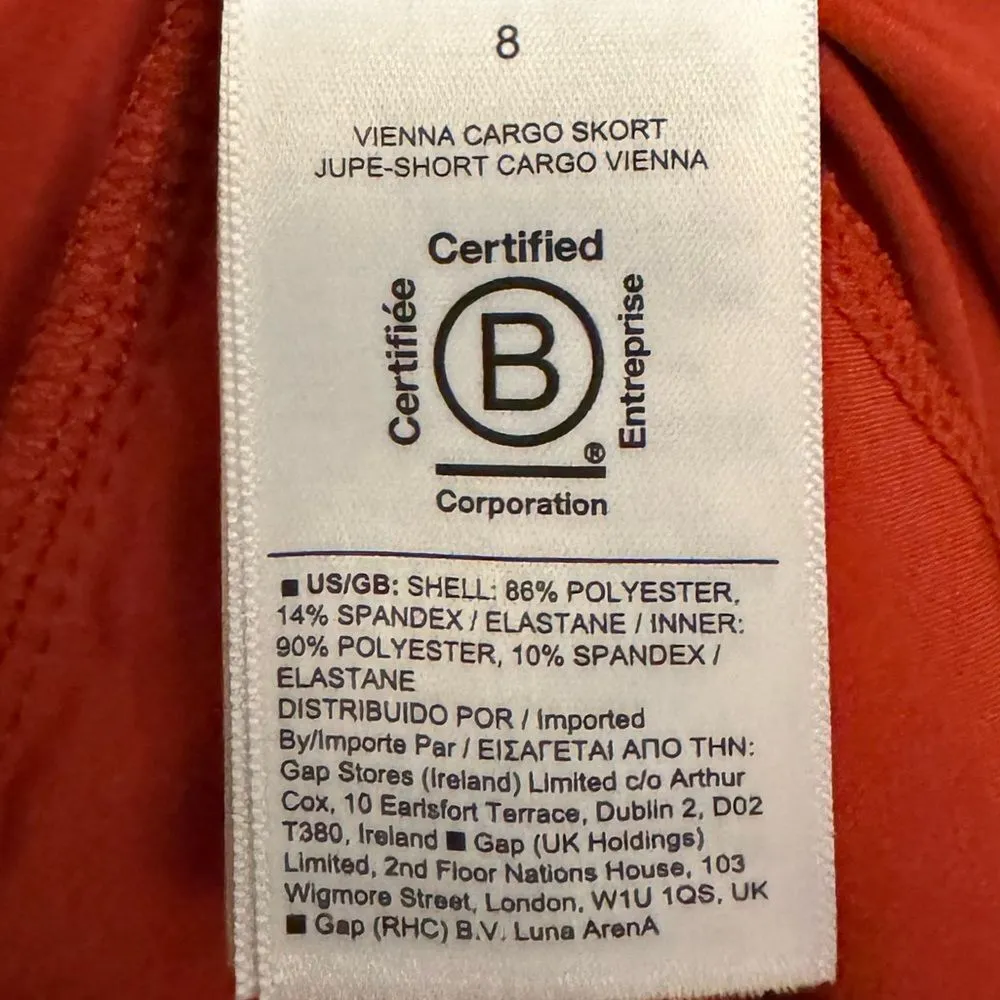 8
VIENNA CARGO SKORT
JUPE-SHORT CARGO VIENNA
Certified
Certifiée
B
Entreprise
®
Corporation
■ US/GB: SHELL: 86% POLYESTER,
14% SPANDEX / ELASTANE / INNER:
90% POLYESTER, 10% SPANDEX /
ELASTANE
DISTRIBUIDO POR / Imported
By/Importe Par / ΕΙΣΑΓΕΤΑΙ ΑΠΟ ΤΗΝ:
Gap Stores (Ireland) Limited c/o Arthur
Cox, 10 Earlsfort Terrace, Dublin 2, D02
T380, Ireland ■ Gap (UK Holdings)
Limited, 2nd Floor Nations House, 103
Wigmore Street, London, W1U 1QS, UK
■ Gap (RHC) B.V. Luna ArenA